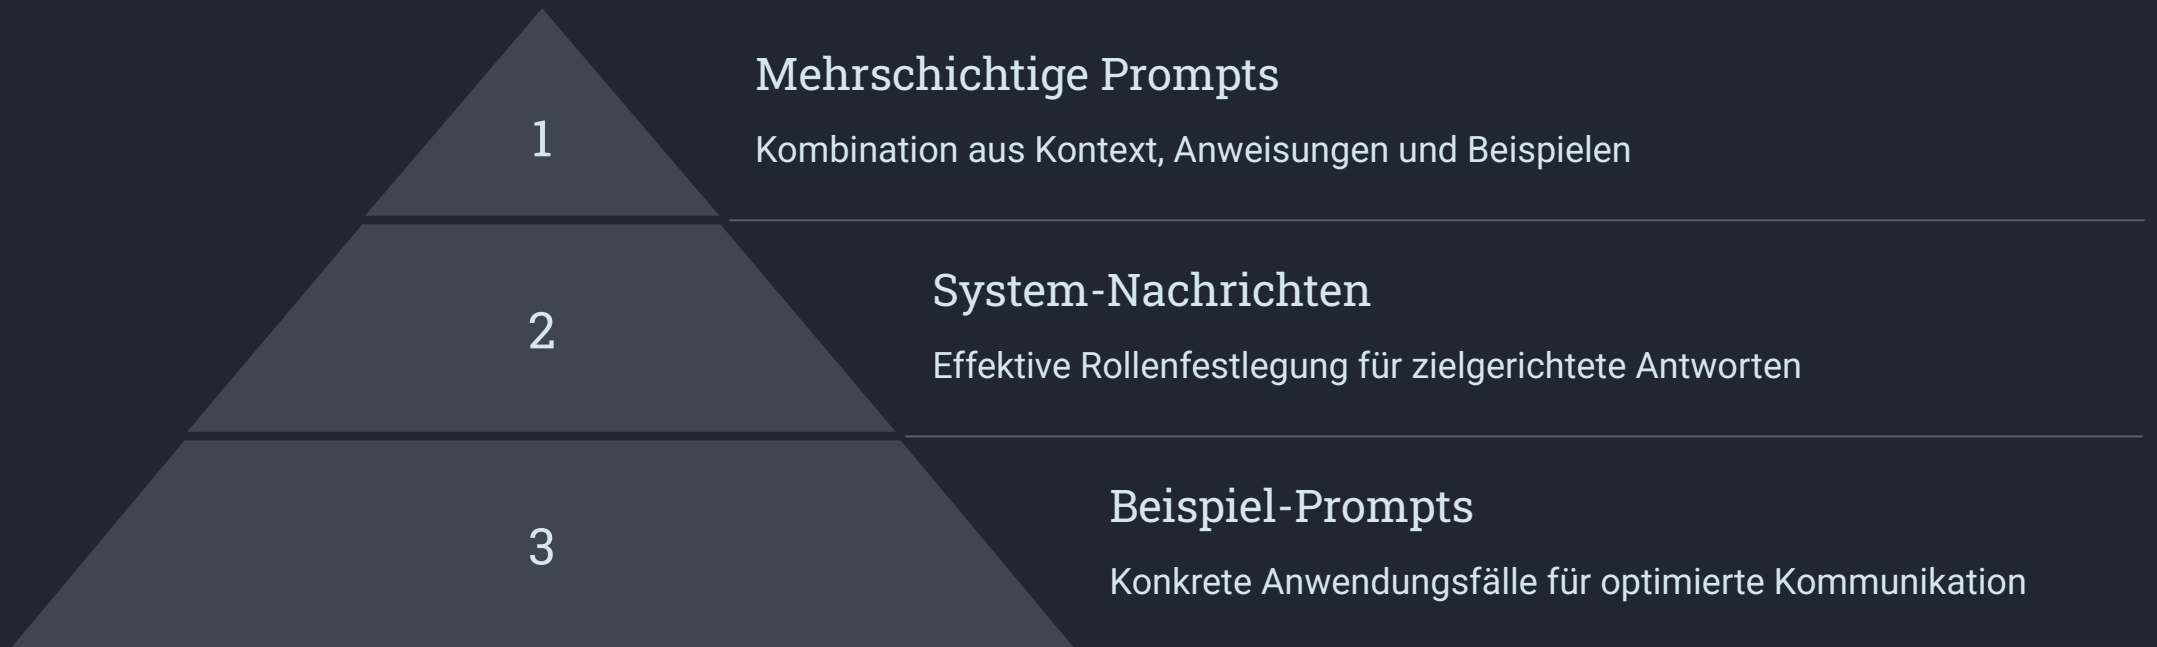 1
Mehrschichtige Prompts
Kombination aus Kontext, Anweisungen und Beispielen
2
System-Nachrichten
Effektive Rollenfestlegung für zielgerichtete Antworten
3
Beispiel-Prompts
Konkrete Anwendungsfälle für optimierte Kommunikation